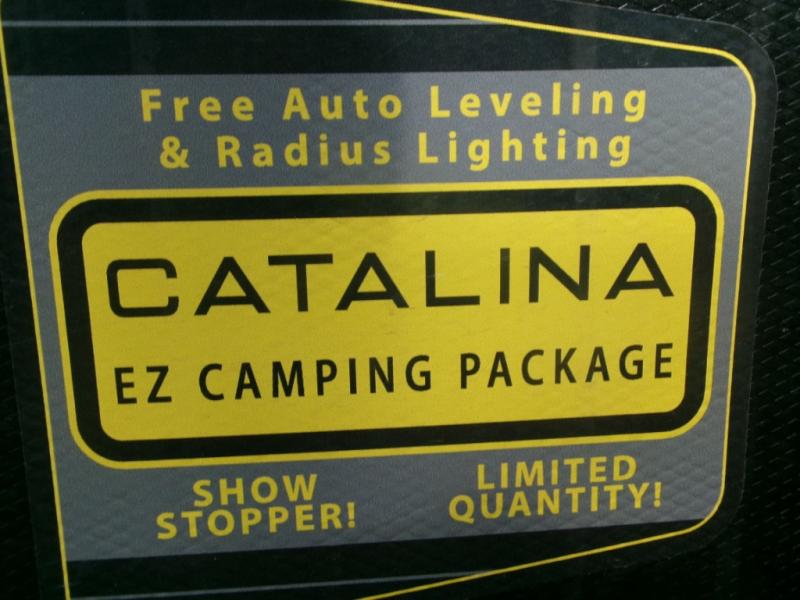 Free Auto Leveling
& Radius Lighting
CATALINA
EZ CAMPING PACKAGE
SHOW
STOPPER!
LIMITED
QUANTITY!